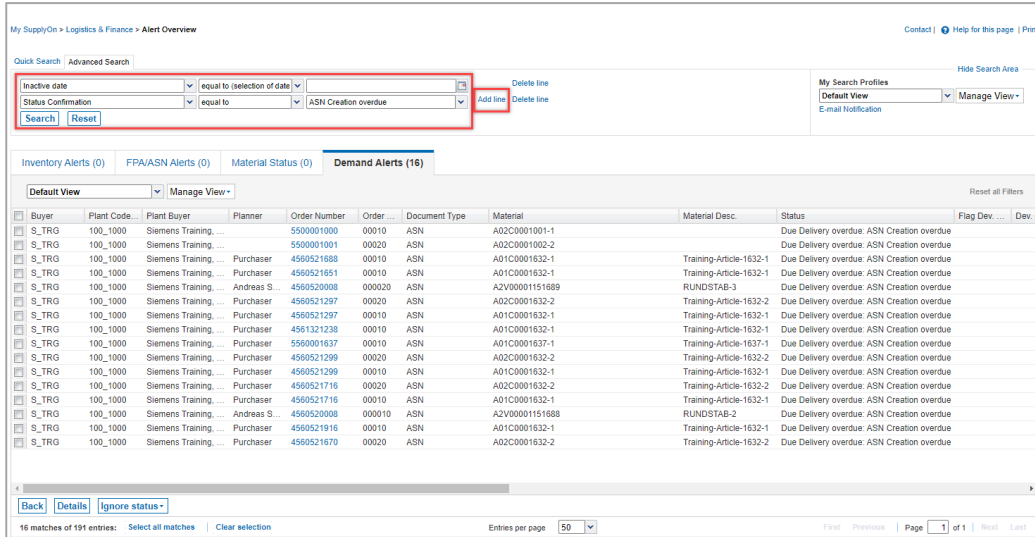 My SupplyOn > Logistics & Finance > Alert Overview Contact | Help for this page | Prin
Quick Search Advanced Search
Hide Search Area
Inactive date equal to (selection of date Delete line My Search Profiles
Status Confirmation equal to ASN Creation overdue Add line Delete line Default View Manage View
Search Reset E-mail Notification
Inventory Alerts (0) FPA/ASN Alerts (0) Material Status (0) Demand Alerts (16)
Default View Manage View Reset all Filters
Buyer Plant Code... Plant Buyer Planner Order Number Order ... Document Type Material Material Desc. Status Flag Dev. ... Dev.
S_TRG 100_1000 Siemens Training, ... 5500001000 00010 ASN A02C0001001-1 Due Delivery overdue: ASN Creation overdue
S_TRG 100_1000 Siemens Training, ... 5500001001 00020 ASN A02C0001002-2 Due Delivery overdue: ASN Creation overdue
S_TRG 100_1000 Siemens Training, ... Purchaser 4560521688 00010 ASN A01C0001632-1 Training-Article-1632-1 Due Delivery overdue: ASN Creation overdue
S_TRG 100_1000 Siemens Training, ... Purchaser 4560521651 00010 ASN A01C0001632-1 Training-Article-1632-1 Due Delivery overdue: ASN Creation overdue
S_TRG 100_1000 Siemens Training, ... Andreas S... 4560520008 000020 ASN A2V00001151689 RUNDSTAB-3 Due Delivery overdue: ASN Creation overdue
S_TRG 100_1000 Siemens Training, ... Purchaser 4560521297 00020 ASN A02C0001632-2 Training-Article-1632-2 Due Delivery overdue: ASN Creation overdue
S_TRG 100_1000 Siemens Training, ... Purchaser 4560521297 00010 ASN A01C0001632-1 Training-Article-1632-1 Due Delivery overdue: ASN Creation overdue
S_TRG 100_1000 Siemens Training, ... Purchaser 4561321238 00010 ASN A01C0001632-1 Training-Article-1632-1 Due Delivery overdue: ASN Creation overdue
S_TRG 100_1000 Siemens Training, ... Purchaser 5560001637 00010 ASN A01C0001637-1 Training-Article-1637-1 Due Delivery overdue: ASN Creation overdue
S_TRG 100_1000 Siemens Training, ... Purchaser 4560521299 00020 ASN A02C0001632-2 Training-Article-1632-2 Due Delivery overdue: ASN Creation overdue
S_TRG 100_1000 Siemens Training, ... Purchaser 4560521299 00010 ASN A01C0001632-1 Training-Article-1632-1 Due Delivery overdue: ASN Creation overdue
S_TRG 100_1000 Siemens Training, ... Purchaser 4560521716 00020 ASN A02C0001632-2 Training-Article-1632-2 Due Delivery overdue: ASN Creation overdue
S_TRG 100_1000 Siemens Training, ... Purchaser 4560521716 00010 ASN A01C0001632-1 Training-Article-1632-1 Due Delivery overdue: ASN Creation overdue
S_TRG 100_1000 Siemens Training, ... Andreas S... 4560520008 000010 ASN A2V00001151688 RUNDSTAB-2 Due Delivery overdue: ASN Creation overdue
S_TRG 100_1000 Siemens Training, ... Purchaser 4560521916 00010 ASN A01C0001632-1 Training-Article-1632-1 Due Delivery overdue: ASN Creation overdue
S_TRG 100_1000 Siemens Training, ... Purchaser 4560521670 00020 ASN A02C0001632-2 Training-Article-1632-2 Due Delivery overdue: ASN Creation overdue
Back Details Ignore status
16 matches of 191 entries: Select all matches | Clear selection Entries per page 50 First Previous | Page 1 of 1 | Next Last